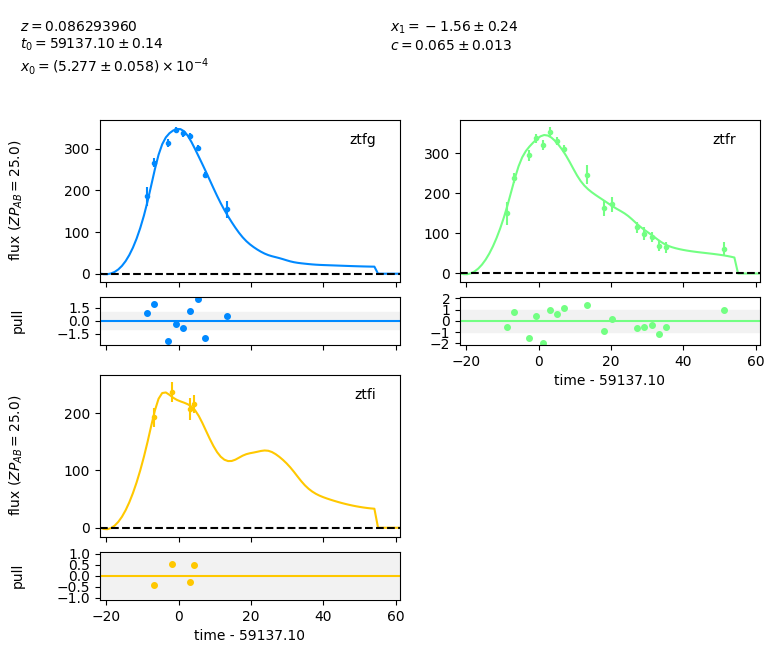 z = 0.086293960
t₀ = 59137.10 ± 0.14
x₀ = (5.277 ± 0.058) × 10⁻⁴
x₁ = −1.56 ± 0.24
c = 0.065 ± 0.013
flux (ZP_AB = 25.0)
ztfg
300
200
100
0
pull
1.5
0.0
−1.5
ztfr
300
200
100
0
2
1
0
−1
−2
−20 0 20 40 60
time - 59137.10
flux (ZP_AB = 25.0)
ztfi
200
100
0
pull
1.0
0.5
0.0
−0.5
−1.0
−20 0 20 40 60
time - 59137.10